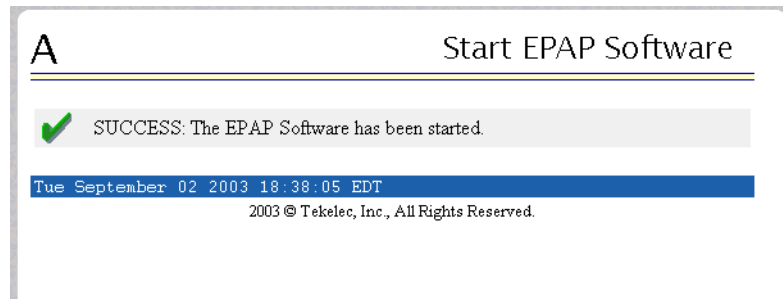 A
Start EPAP Software
SUCCESS: The EPAP Software has been started.
Tue September 02 2003 18:38:05 EDT
2003 © Tekelec, Inc., All Rights Reserved.